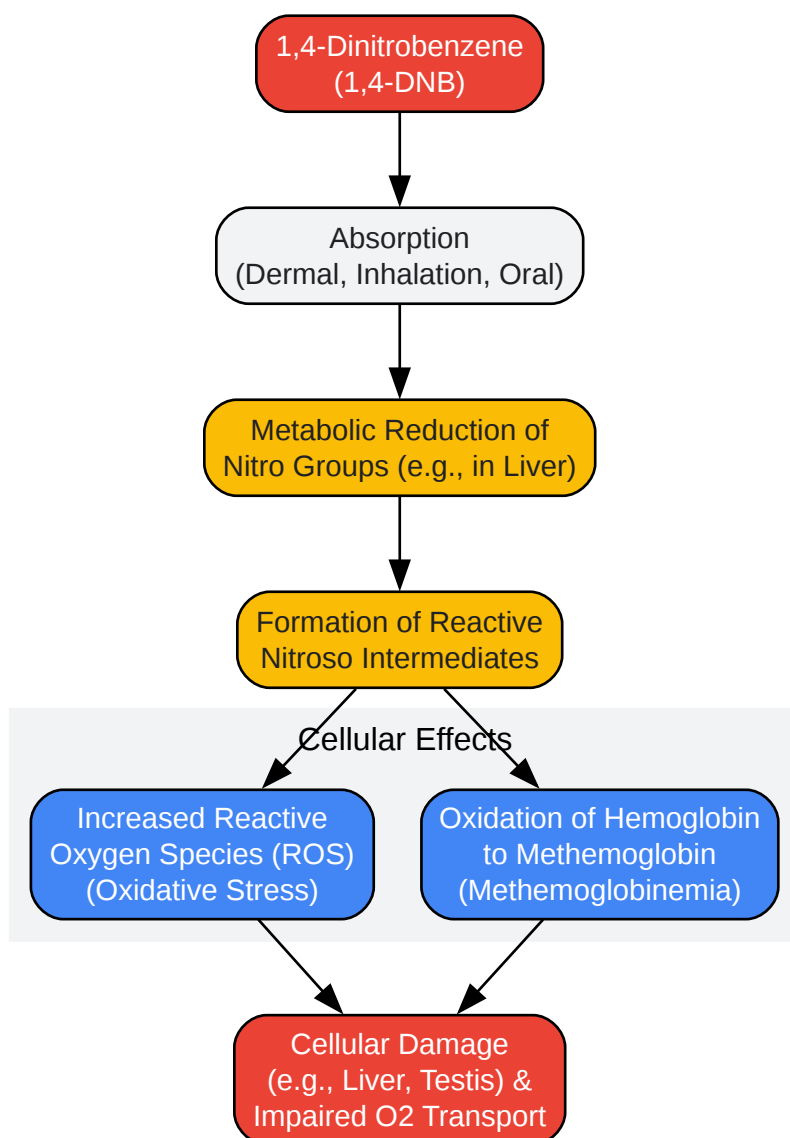 1,4-Dinitrobenzene
(1,4-DNB)
Absorption
(Dermal, Inhalation, Oral)
Metabolic Reduction of
Nitro Groups (e.g., in Liver)
Formation of Reactive
Nitroso Intermediates
Cellular Effects
Increased Reactive
Oxygen Species (ROS)
(Oxidative Stress)
Oxidation of Hemoglobin
to Methemoglobin
(Methemoglobinemia)
Cellular Damage
(e.g., Liver, Testis) &
Impaired O2 Transport